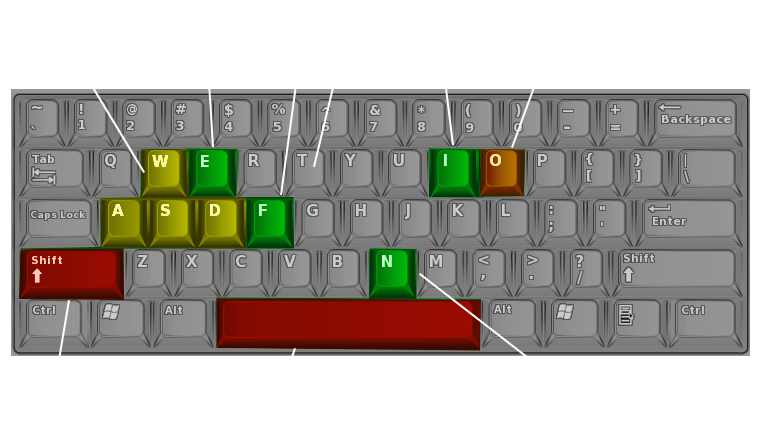 ~ ! @ # $ % ^ & * ( ) — +
` 1 2 3 4 5 6 7 8 9 0 - = Backspace
Tab Q W E R T Y U I O P { [ } ] | \
Caps Lock A S D F G H J K L : ; " ' Enter
Shift Z X C V B N M < , > . ? / Shift
Ctrl Alt Alt Ctrl